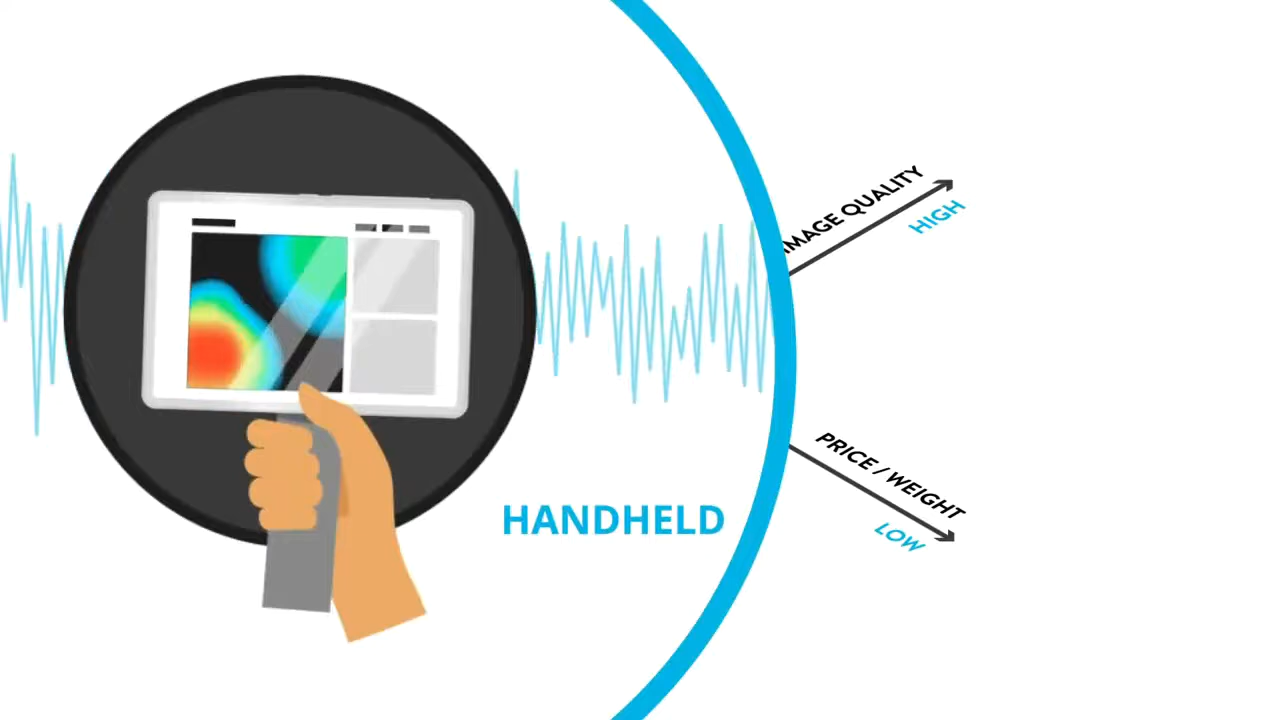 IMAGE QUALITY
HIGH
HANDHELD
PRICE / WEIGHT
LOW